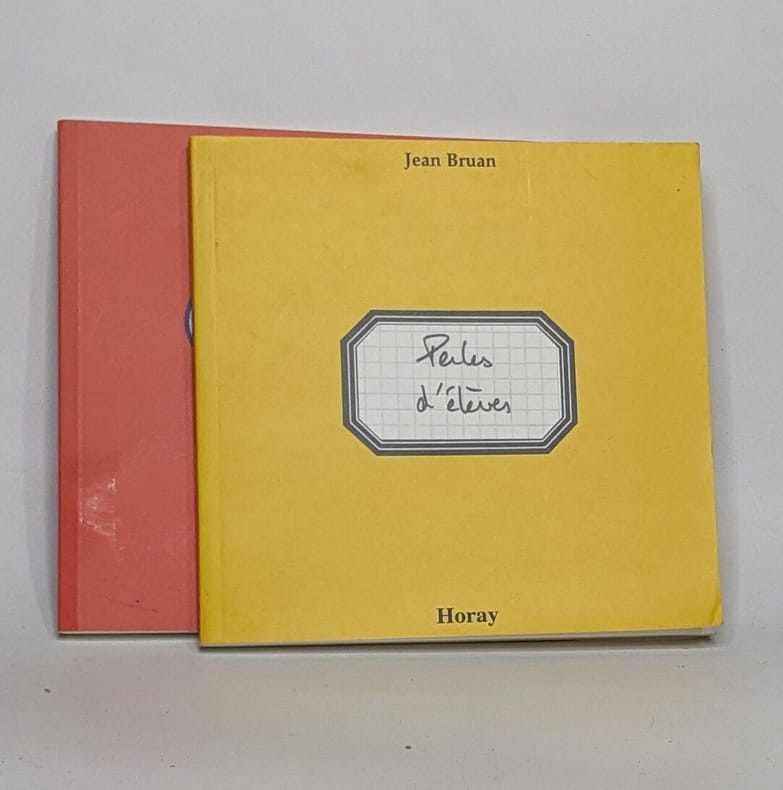 Jean Bruan
Perles
d'élèves
Horay